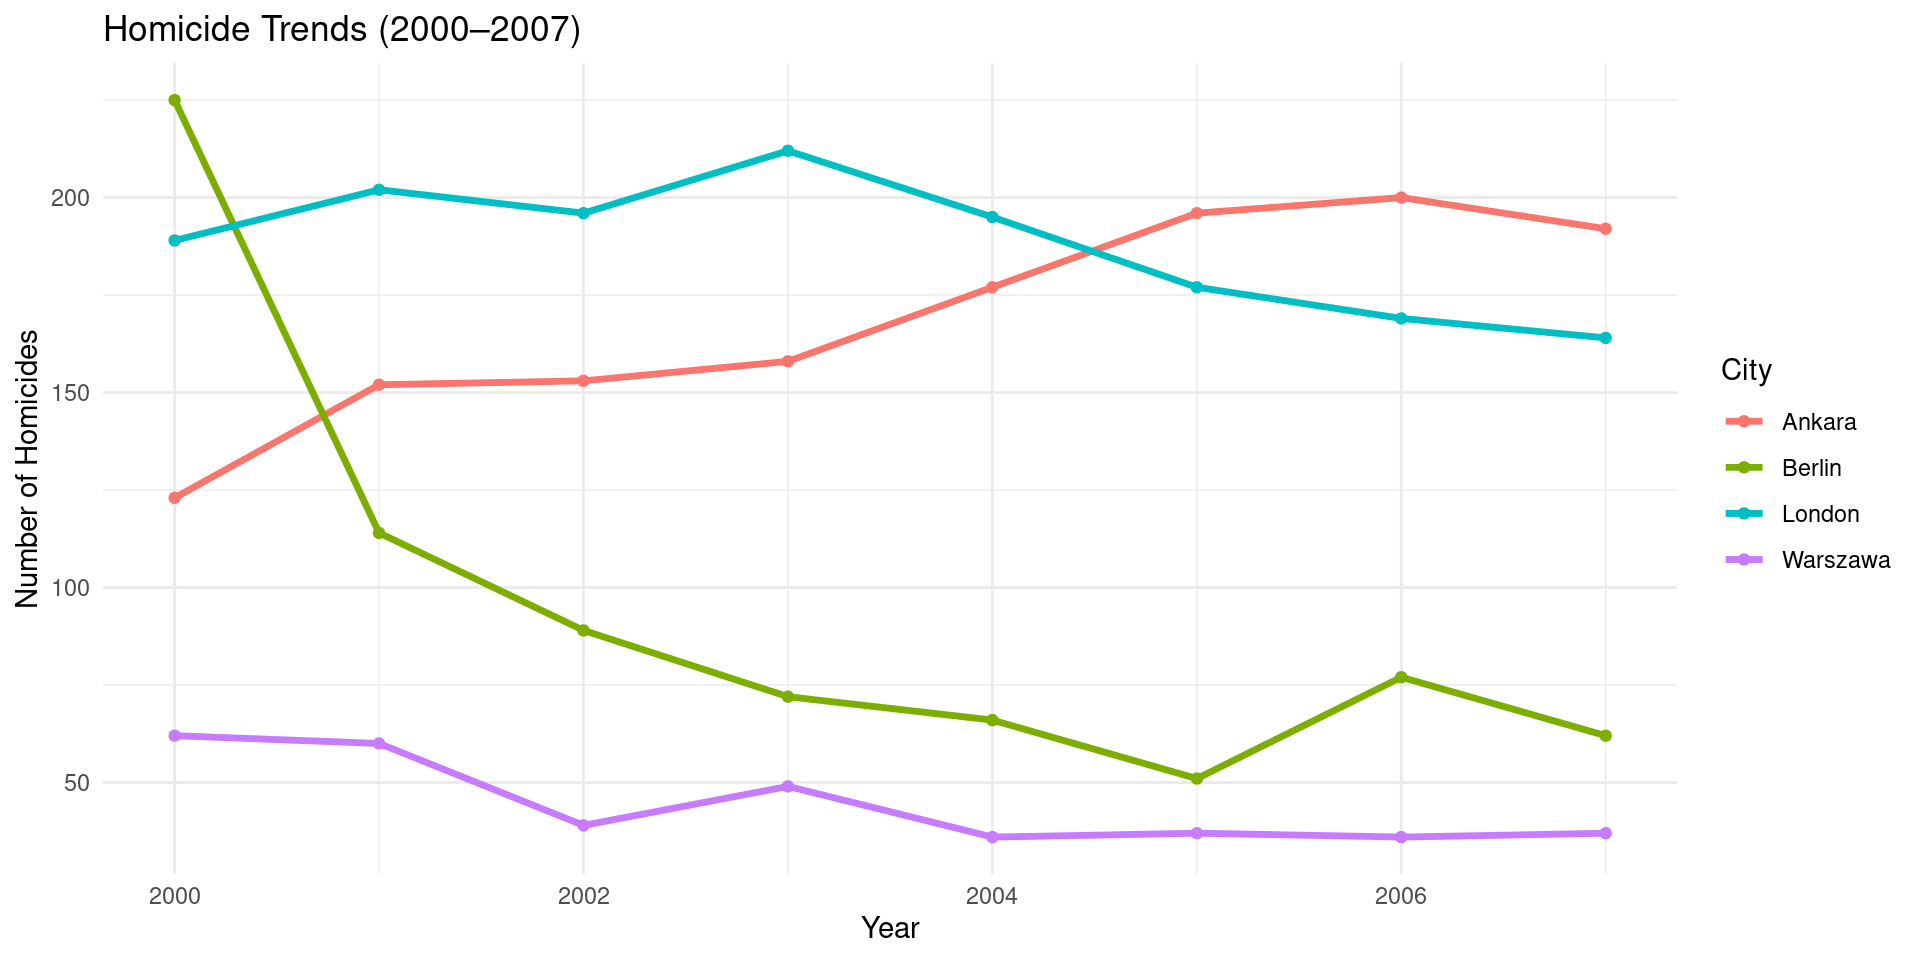 Homicide Trends (2000–2007)
Number of Homicides
200
150
100
50
2000
2002
2004
2006
Year
City
Ankara
Berlin
London
Warszawa